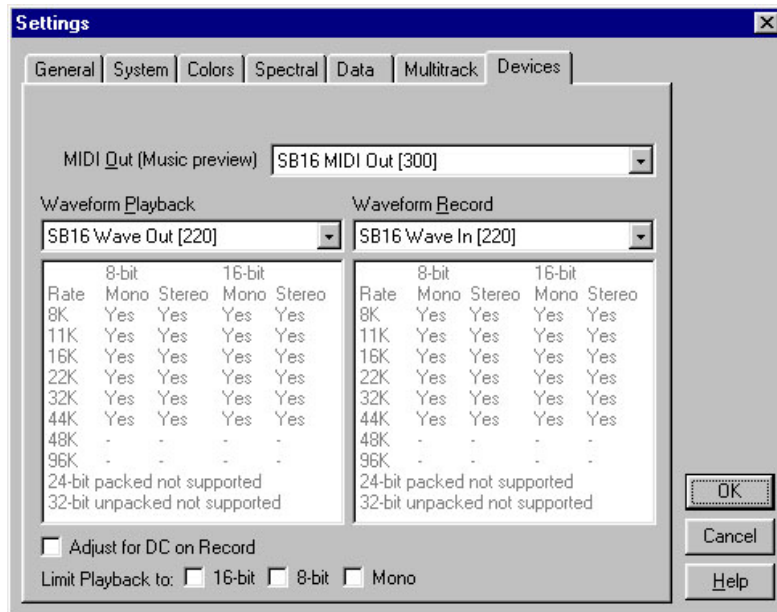 Settings
General System Colors Spectral Data Multitrack Devices
MIDI Out (Music preview) SB16 MIDI Out [300]
Waveform Playback
SB16 Wave Out [220]
8-bit 16-bit
Rate Mono Stereo Mono Stereo
8K Yes Yes Yes Yes
11K Yes Yes Yes Yes
16K Yes Yes Yes Yes
22K Yes Yes Yes Yes
32K Yes Yes Yes Yes
44K Yes Yes Yes Yes
48K - - - -
96K - - - -
24-bit packed not supported
32-bit unpacked not supported
Waveform Record
SB16 Wave In [220]
8-bit 16-bit
Rate Mono Stereo Mono Stereo
8K Yes Yes Yes Yes
11K Yes Yes Yes Yes
16K Yes Yes Yes Yes
22K Yes Yes Yes Yes
32K Yes Yes Yes Yes
44K Yes Yes Yes Yes
48K - - - -
96K - - - -
24-bit packed not supported
32-bit unpacked not supported
Adjust for DC on Record
Limit Playback to: 16-bit 8-bit Mono
OK
Cancel
Help